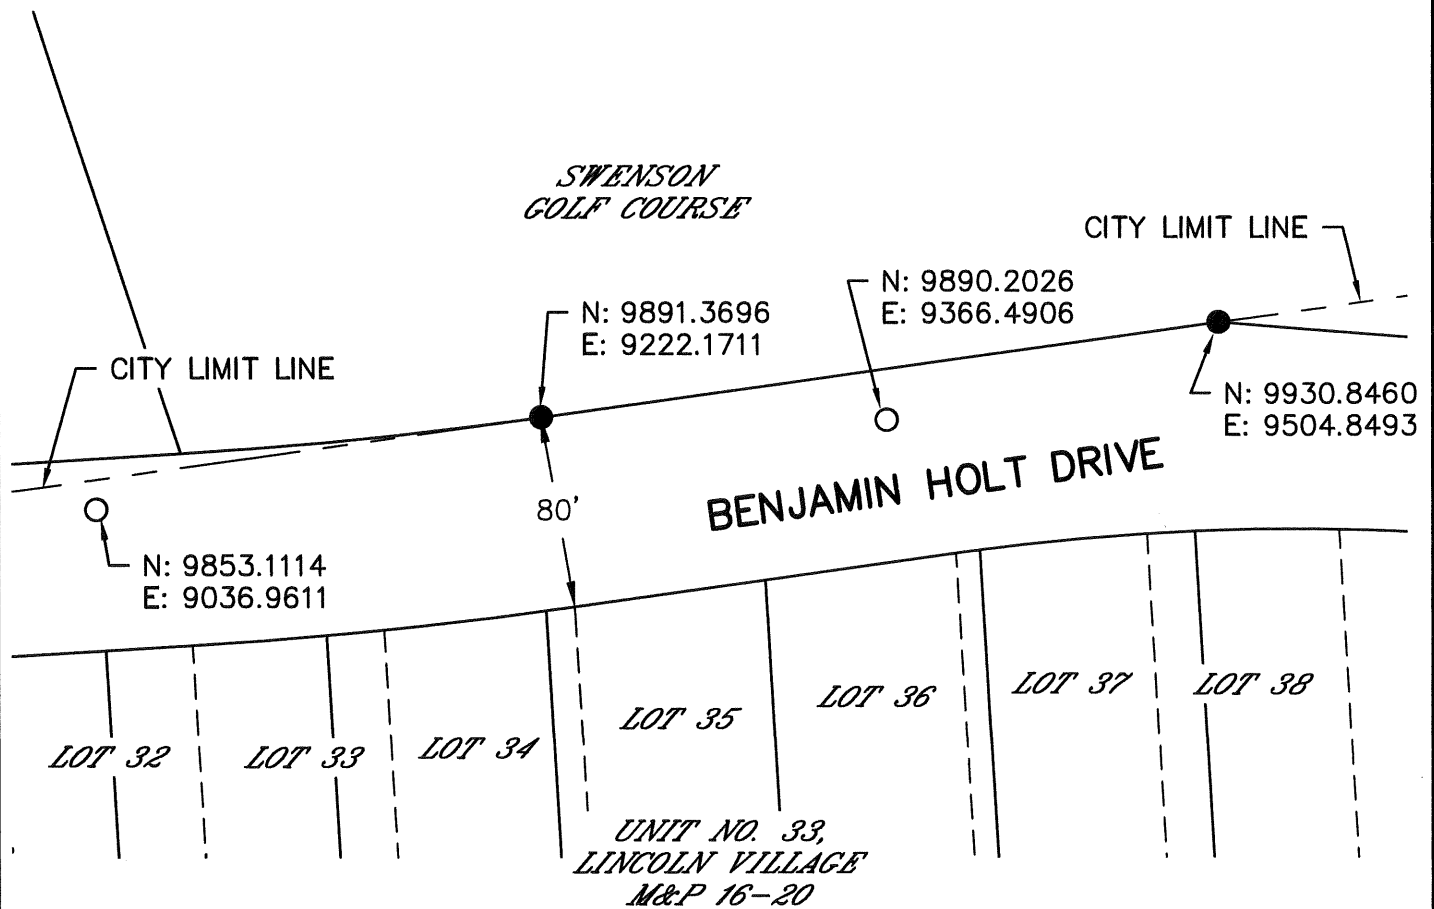 SWENSON
GOLF COURSE
CITY LIMIT LINE
N: 9890.2026
E: 9366.4906
N: 9891.3696
E: 9222.1711
CITY LIMIT LINE
N: 9930.8460
E: 9504.8493
BENJAMIN HOLT DRIVE
80'
N: 9853.1114
E: 9036.9611
LOT 32
LOT 33
LOT 34
LOT 35
LOT 36
LOT 37
LOT 38
UNIT NO. 33,
LINCOLN VILLAGE
M&P 16-20